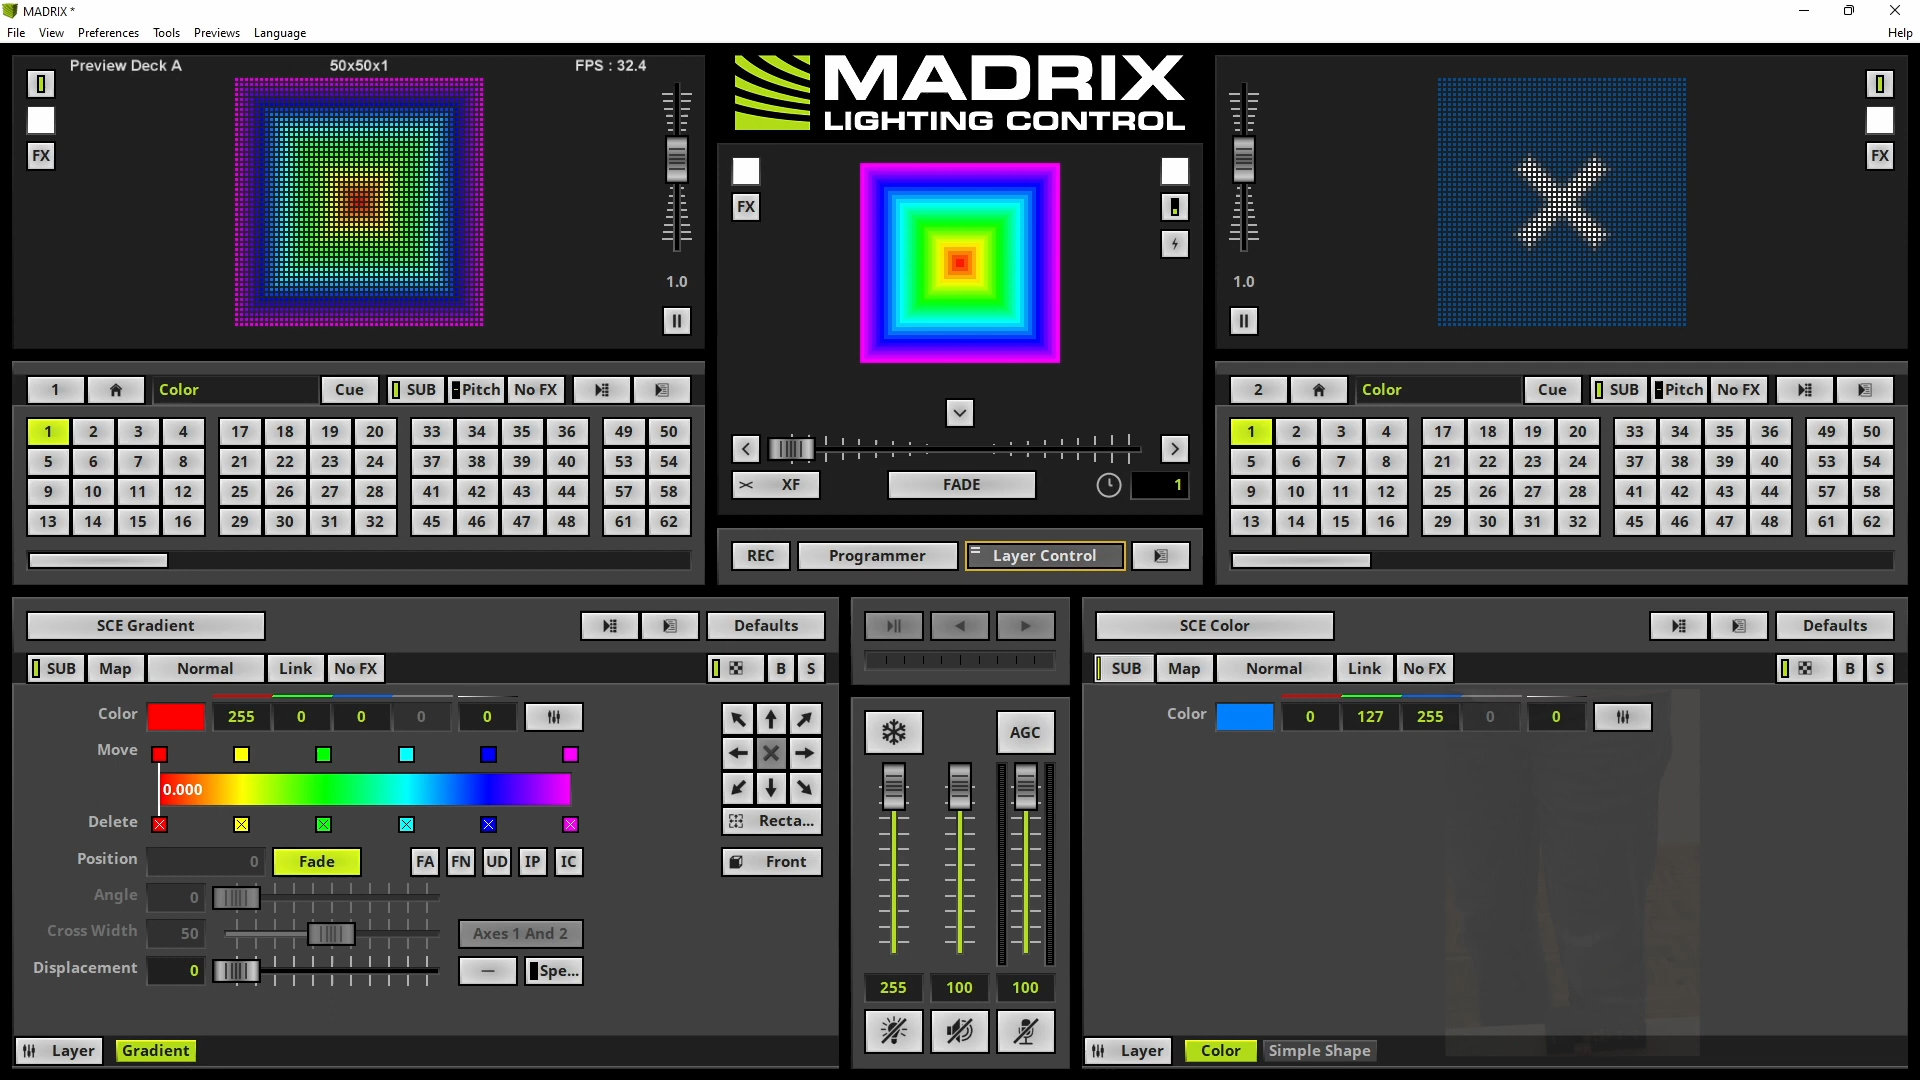 MADRIX *
File View Preferences Tools Previews Language Help
Preview Deck A 50x50x1 FPS : 32.4
MADRIX
LIGHTING CONTROL
FX FX FX
1.0 1.0
1 Color Cue SUB Pitch No FX
1 2 3 4 17 18 19 20 33 34 35 36 49 50
5 6 7 8 21 22 23 24 37 38 39 40 53 54
9 10 11 12 25 26 27 28 41 42 43 44 57 58
13 14 15 16 29 30 31 32 45 46 47 48 61 62
XF FADE 1
REC Programmer Layer Control
2 Color Cue SUB Pitch No FX
1 2 3 4 17 18 19 20 33 34 35 36 49 50
5 6 7 8 21 22 23 24 37 38 39 40 53 54
9 10 11 12 25 26 27 28 41 42 43 44 57 58
13 14 15 16 29 30 31 32 45 46 47 48 61 62
SCE Gradient Defaults
SUB Map Normal Link No FX B S
Color 255 0 0 0 0
Move
0.000
Delete
Position 0 Fade FA FN UD IP IC
Angle 0
Cross Width 50 Axes 1 And 2
Displacement 0 Spe...
Recta...
Front
Layer Gradient
AGC
255 100 100
SCE Color Defaults
SUB Map Normal Link No FX B S
Color 0 127 255 0 0
Layer Color Simple Shape